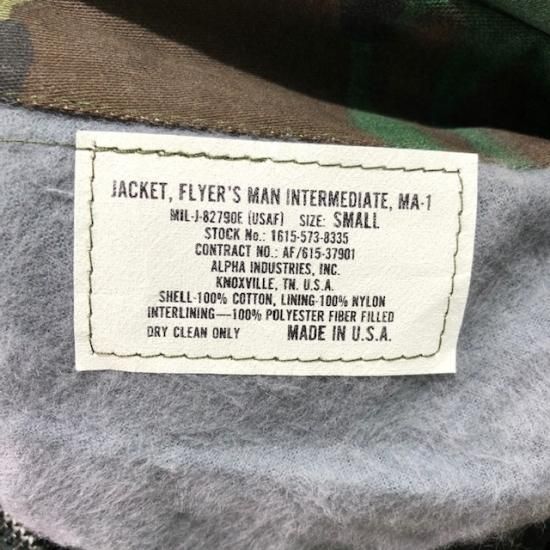 JACKET, FLYER'S MAN INTERMEDIATE, MA-1
MIL-J-82790E (USAF) SIZE: SMALL
STOCK No.: 1615-573-8335
CONTRACT NO.: AF/615-37901
ALPHA INDUSTRIES, INC.
KNOXVILLE, TN. U.S.A.
SHELL-100% COTTON, LINING-100% NYLON
INTERLINING—100% POLYESTER FIBER FILLED
DRY CLEAN ONLY MADE IN U.S.A.